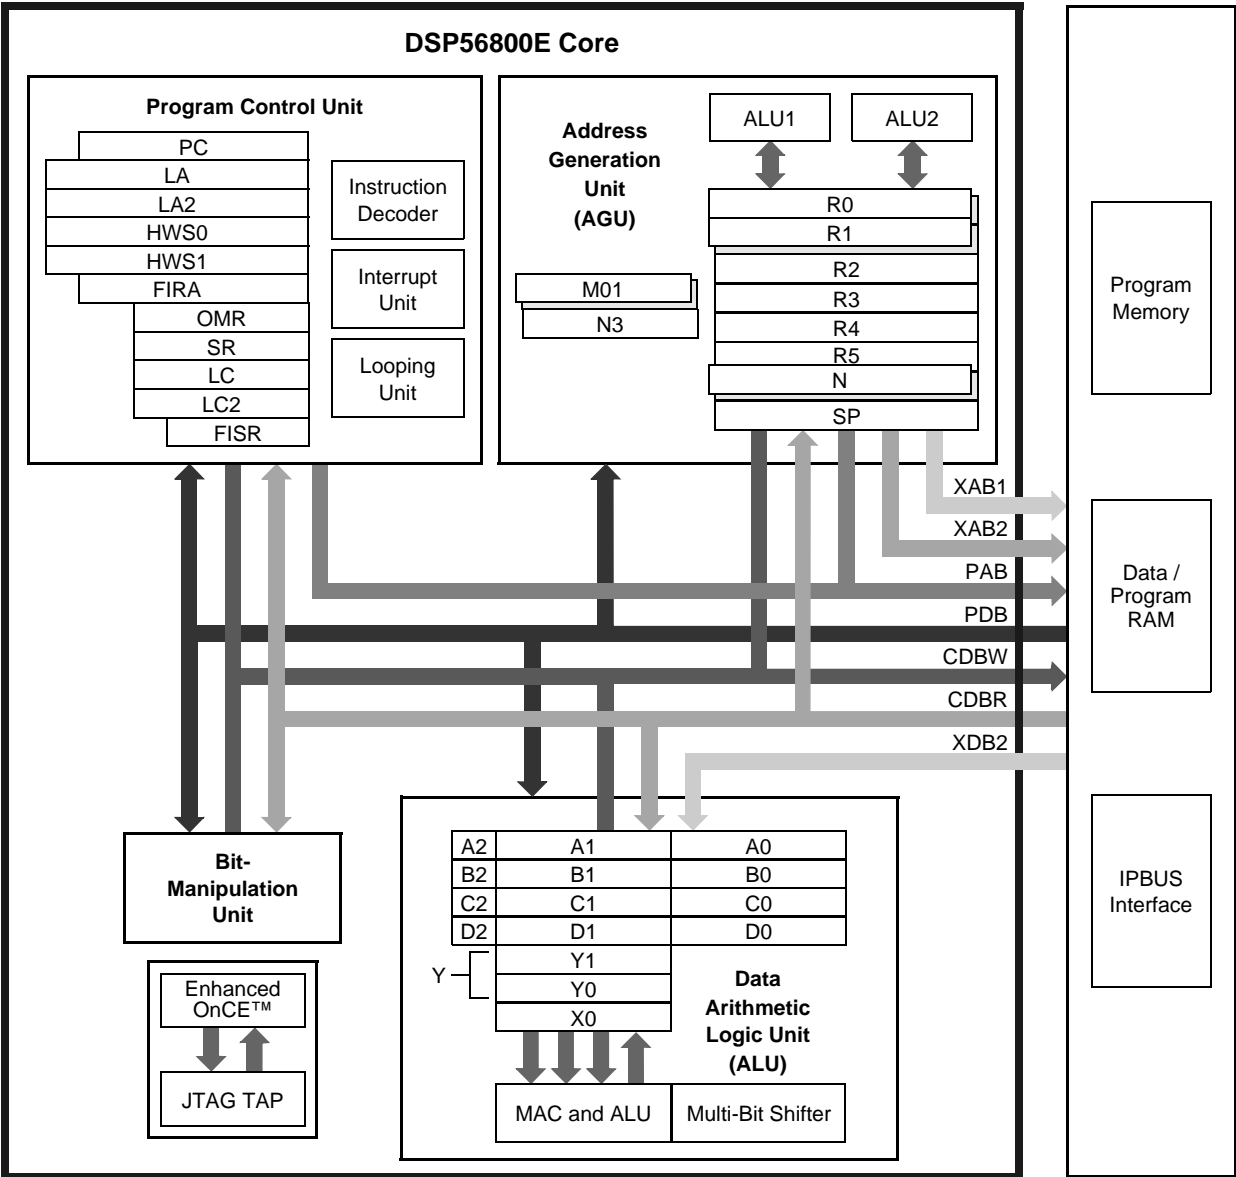 DSP56800E Core
Program Control Unit
PC
LA
LA2
HWS0
HWS1
FIRA
OMR
SR
LC
LC2
FISR
Instruction
Decoder
Interrupt
Unit
Looping
Unit
Address
Generation
Unit
(AGU)
ALU1
ALU2
R0
R1
R2
R3
R4
R5
N
SP
M01
N3
XAB1
XAB2
PAB
PDB
CDBW
CDBR
XDB2
Program
Memory
Data /
Program
RAM
IPBUS
Interface
Bit-
Manipulation
Unit
Enhanced
OnCE™
JTAG TAP
A2 A1 A0
B2 B1 B0
C2 C1 C0
D2 D1 D0
Y
Y1
Y0
X0
Data
Arithmetic
Logic Unit
(ALU)
MAC and ALU
Multi-Bit Shifter